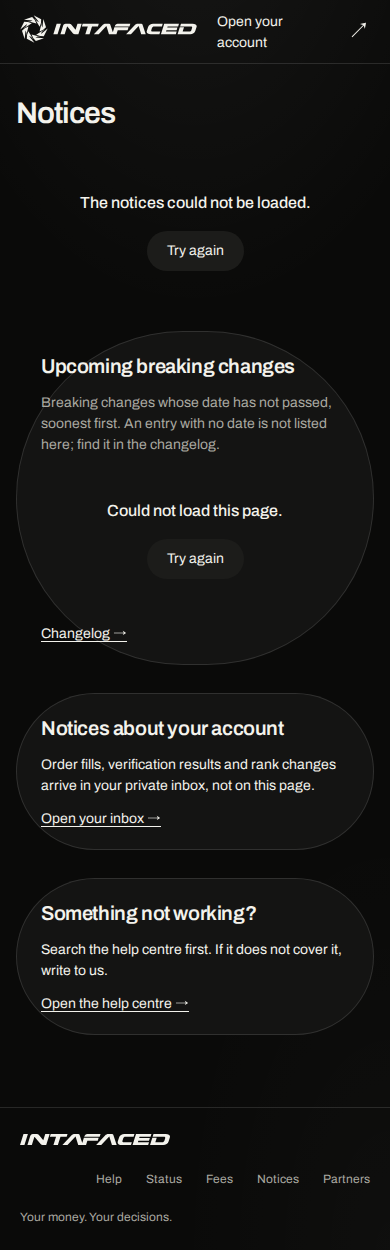 INTAFACED
Open your
account
Notices
The notices could not be loaded.
Try again
Upcoming breaking changes
Breaking changes whose date has not passed,
soonest first. An entry with no date is not listed
here; find it in the changelog.
Could not load this page.
Try again
Changelog →
Notices about your account
Order fills, verification results and rank changes
arrive in your private inbox, not on this page.
Open your inbox →
Something not working?
Search the help centre first. If it does not cover it,
write to us.
Open the help centre →
INTAFACED
Help Status Fees Notices Partners
Your money. Your decisions.